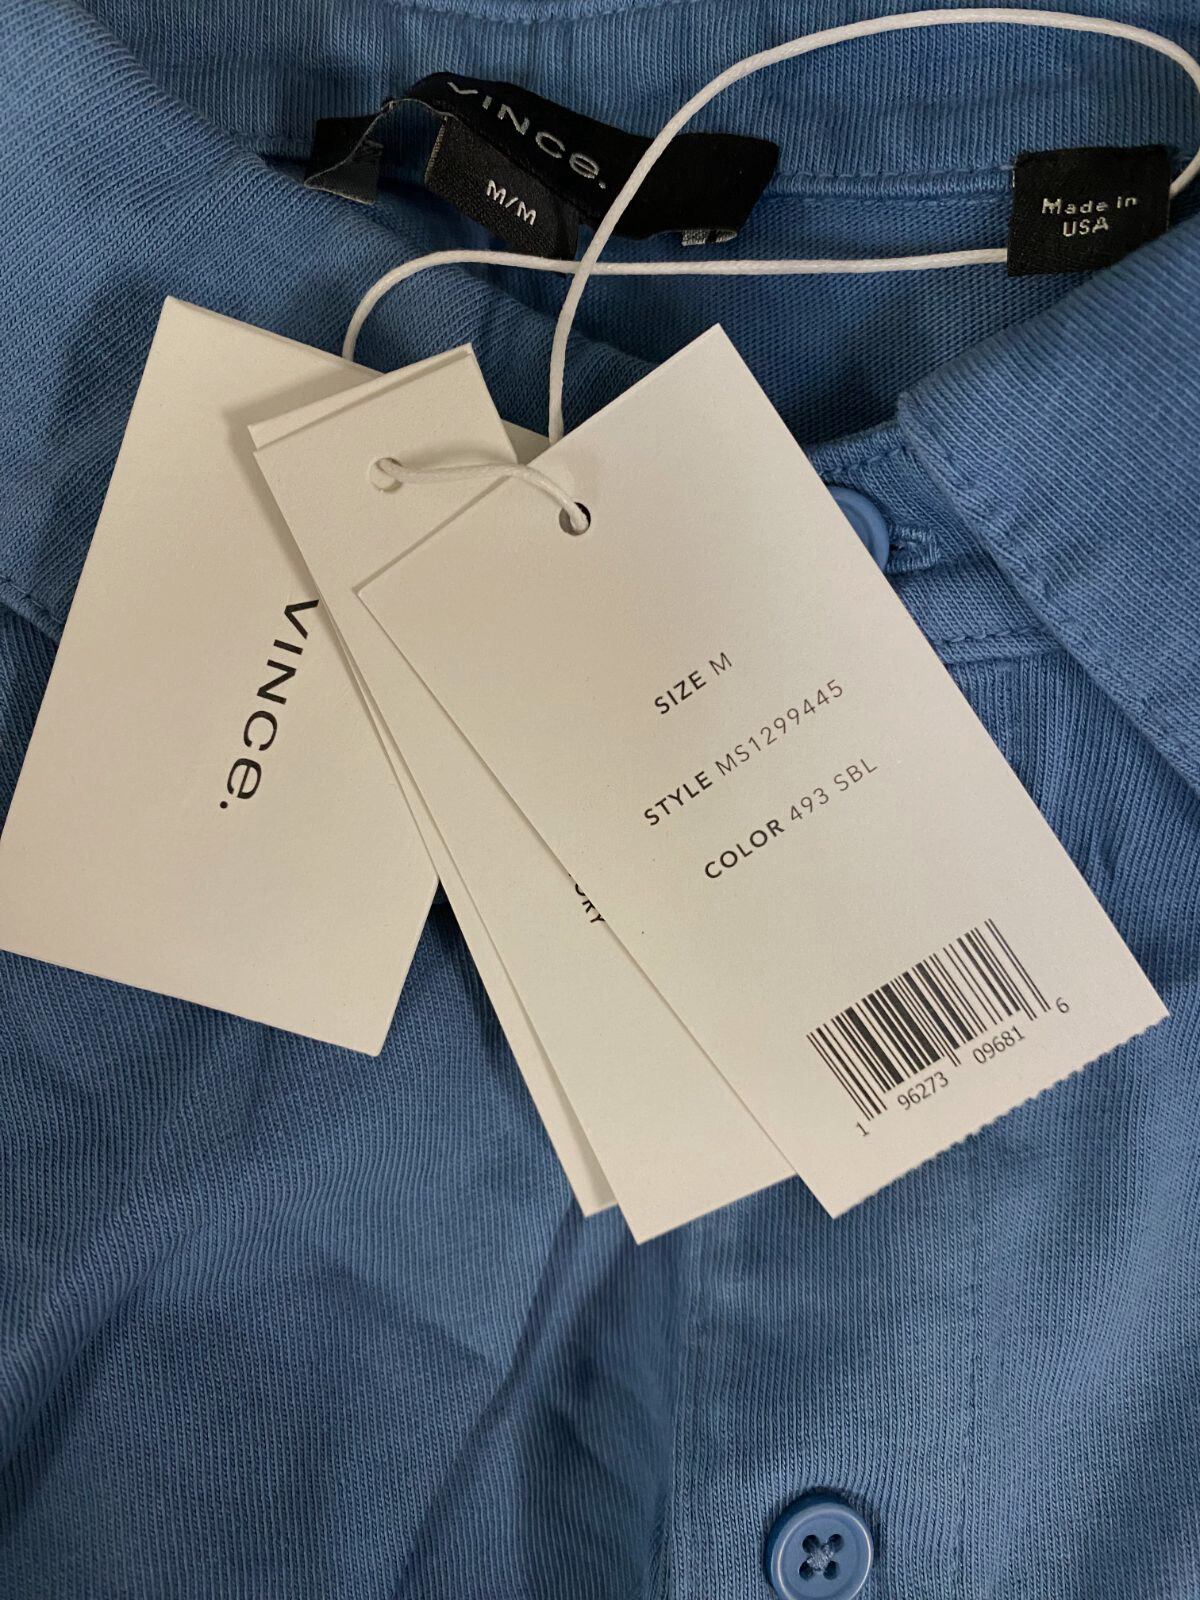 VINCE.
M/M
Made in
USA
VINCE.
SIZE M
STYLE MS1299445
COLOR 493 SBL
1 96273 09681 6